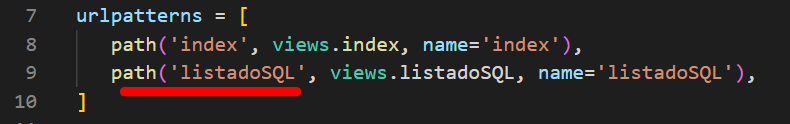 7 urlpatterns = [
8 path('index', views.index, name='index'),
9 path('listadoSQL', views.listadoSQL, name='listadoSQL'),
10 ]